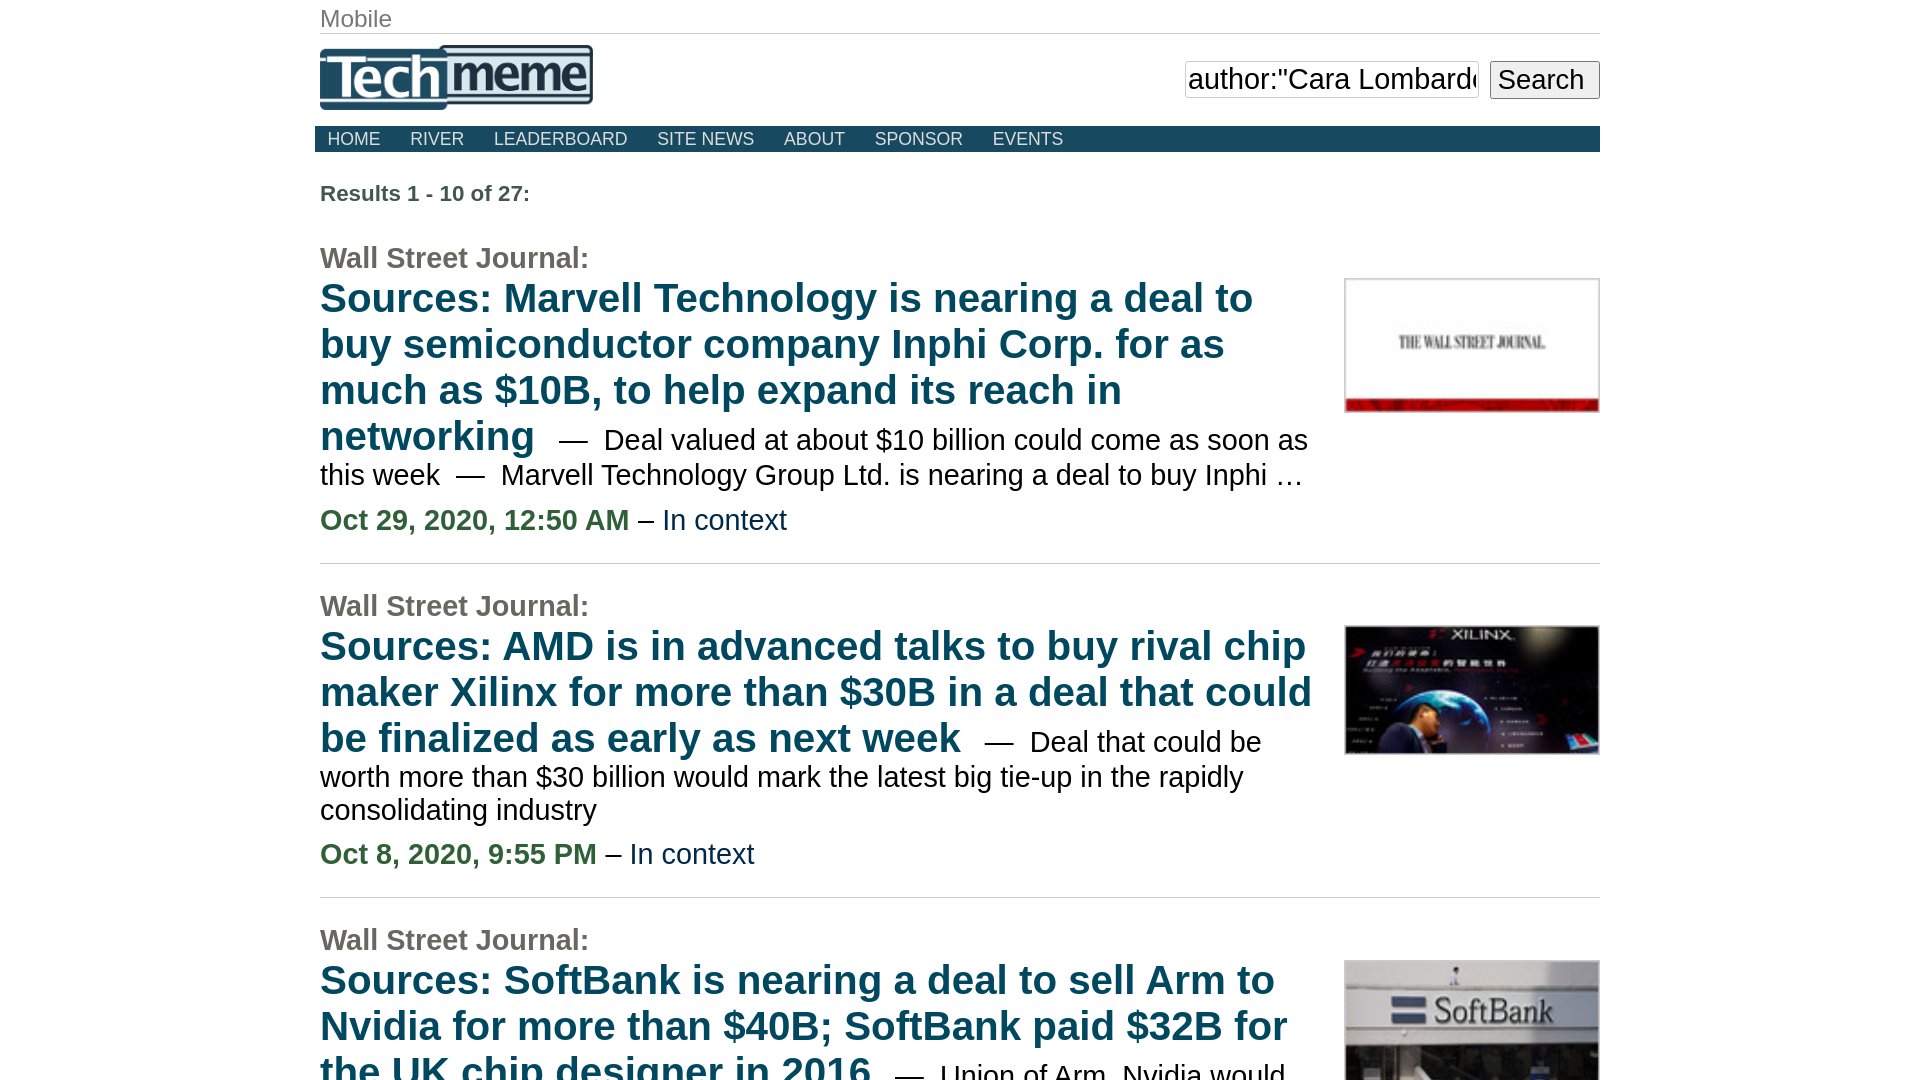 Mobile
Techmeme
author:"Cara Lombardo
Search
HOME RIVER LEADERBOARD SITE NEWS ABOUT SPONSOR EVENTS
Results 1 - 10 of 27:
Wall Street Journal:
Sources: Marvell Technology is nearing a deal to
buy semiconductor company Inphi Corp. for as
much as $10B, to help expand its reach in
networking — Deal valued at about $10 billion could come as soon as
this week — Marvell Technology Group Ltd. is nearing a deal to buy Inphi …
THE WALL STREET JOURNAL.
Oct 29, 2020, 12:50 AM – In context
Wall Street Journal:
Sources: AMD is in advanced talks to buy rival chip
maker Xilinx for more than $30B in a deal that could
be finalized as early as next week — Deal that could be
worth more than $30 billion would mark the latest big tie-up in the rapidly
consolidating industry
XILINX
Oct 8, 2020, 9:55 PM – In context
Wall Street Journal:
Sources: SoftBank is nearing a deal to sell Arm to
Nvidia for more than $40B; SoftBank paid $32B for
the UK chip designer in 2016 — Union of Arm, Nvidia would
SoftBank